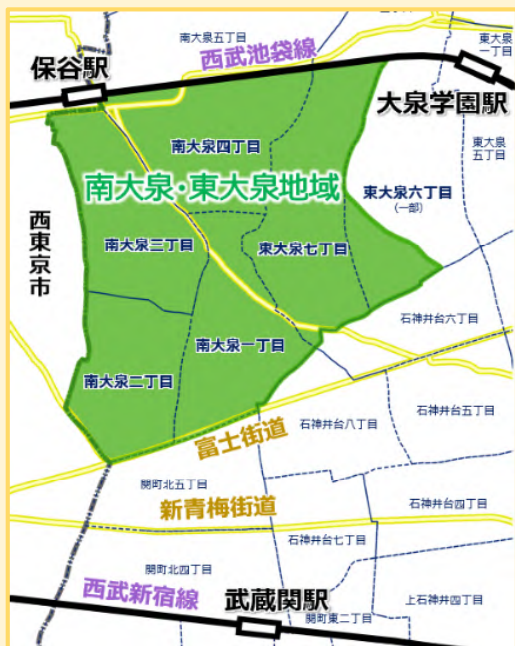 南大泉五丁目
東大泉
一丁目
西武池袋線
保谷駅
大泉学園駅
南大泉四丁目
東大泉
五丁目
南大泉・東大泉地域
東大泉六丁目
(一部)
西東京市
南大泉三丁目
東大泉七丁目
石神井台六丁目
南大泉一丁目
南大泉二丁目
石神井台八丁目
石神井台五丁目
富士街道
関町北五丁目
新青梅街道
石神井台四丁目
石神井台七丁目
関町北四丁目
西武新宿線
武蔵関駅
上石神井四丁目
関町東二丁目